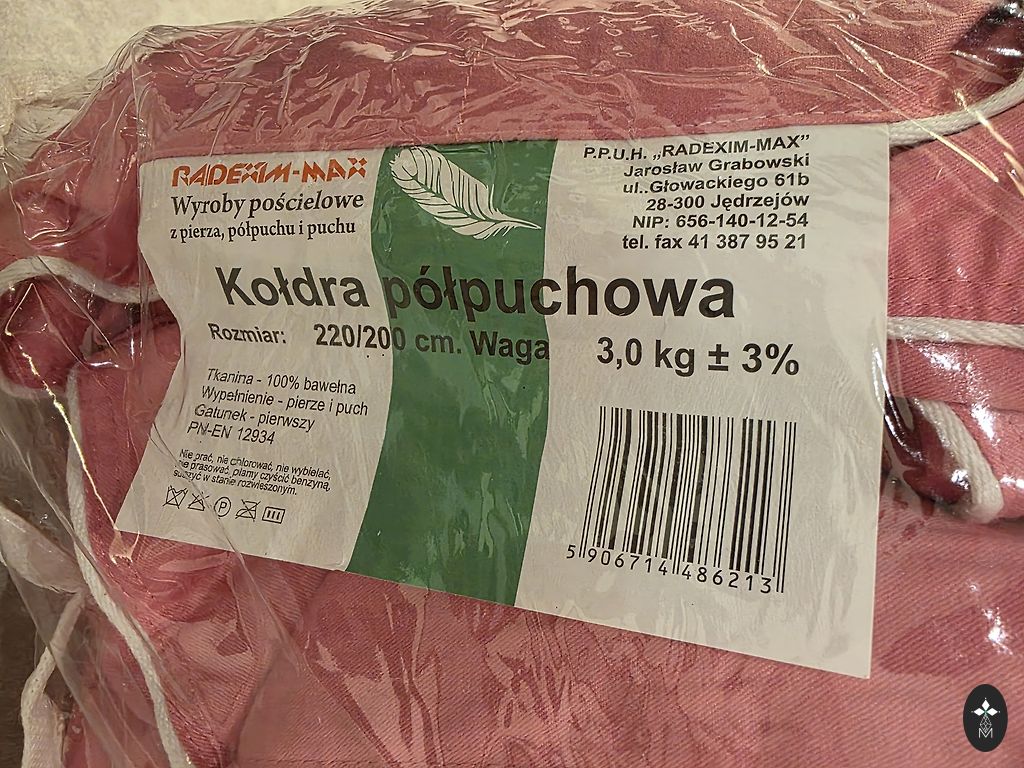 RADEXIM-MAX
Wyroby pościelowe
z pierza, półpuchu i puchu
P.P.U.H. „RADEXIM-MAX”
Jarosław Grabowski
ul..Głowackiego 61b
28-300 Jędrzejów
NIP: 656-140-12-54
tel. fax 41 387 95 21
Kołdra półpuchowa
Rozmiar: 220/200 cm. Waga 3,0 kg ± 3%
Tkanina - 100% bawełna
Wypełnienie - pierze i puch
Gatunek - pierwszy
PN-EN 12934
Nie prać, nie chlorować, nie wybielać,
nie prasować, plamy czyścić benzyną,
suszyć w stanie rozwieszonym.
P
5 906714 486213
M